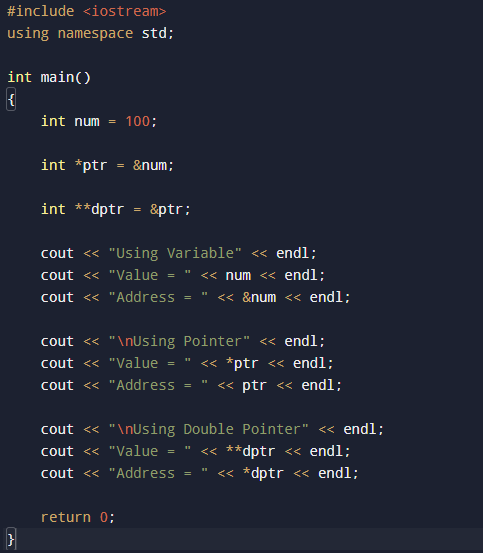 #include <iostream>
using namespace std;
int main()
{
int num = 100;
int *ptr = &num;
int **dptr = &ptr;
cout << "Using Variable" << endl;
cout << "Value = " << num << endl;
cout << "Address = " << &num << endl;
cout << "\nUsing Pointer" << endl;
cout << "Value = " << *ptr << endl;
cout << "Address = " << ptr << endl;
cout << "\nUsing Double Pointer" << endl;
cout << "Value = " << **dptr << endl;
cout << "Address = " << *dptr << endl;
return 0;
}